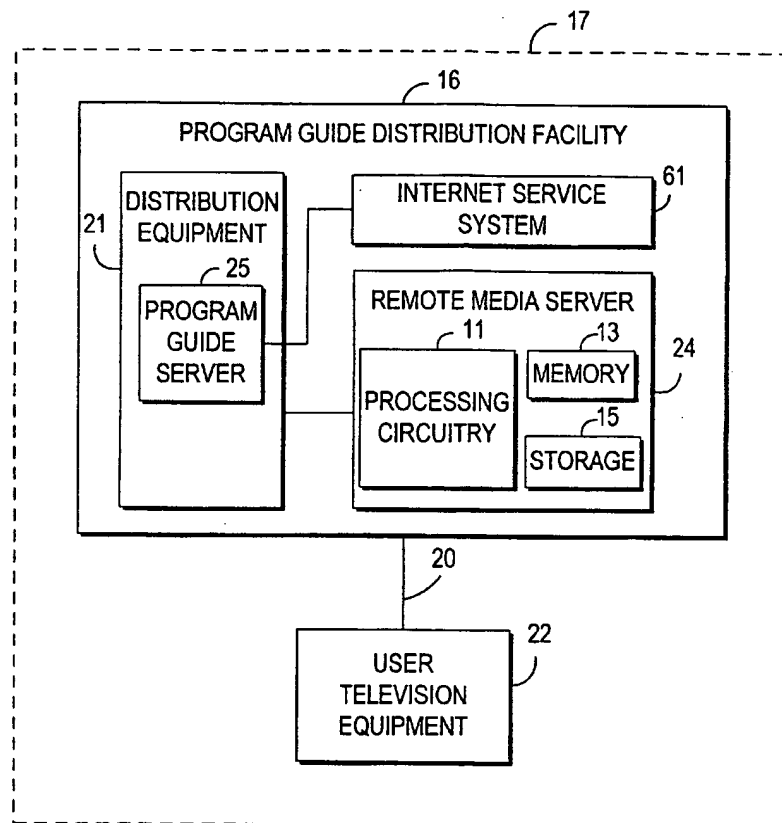 17
16
PROGRAM GUIDE DISTRIBUTION FACILITY
DISTRIBUTION
EQUIPMENT
21
25
PROGRAM
GUIDE
SERVER
INTERNET SERVICE
SYSTEM
61
REMOTE MEDIA SERVER
11
PROCESSING
CIRCUITRY
13
MEMORY
15
STORAGE
24
20
USER
TELEVISION
EQUIPMENT
22